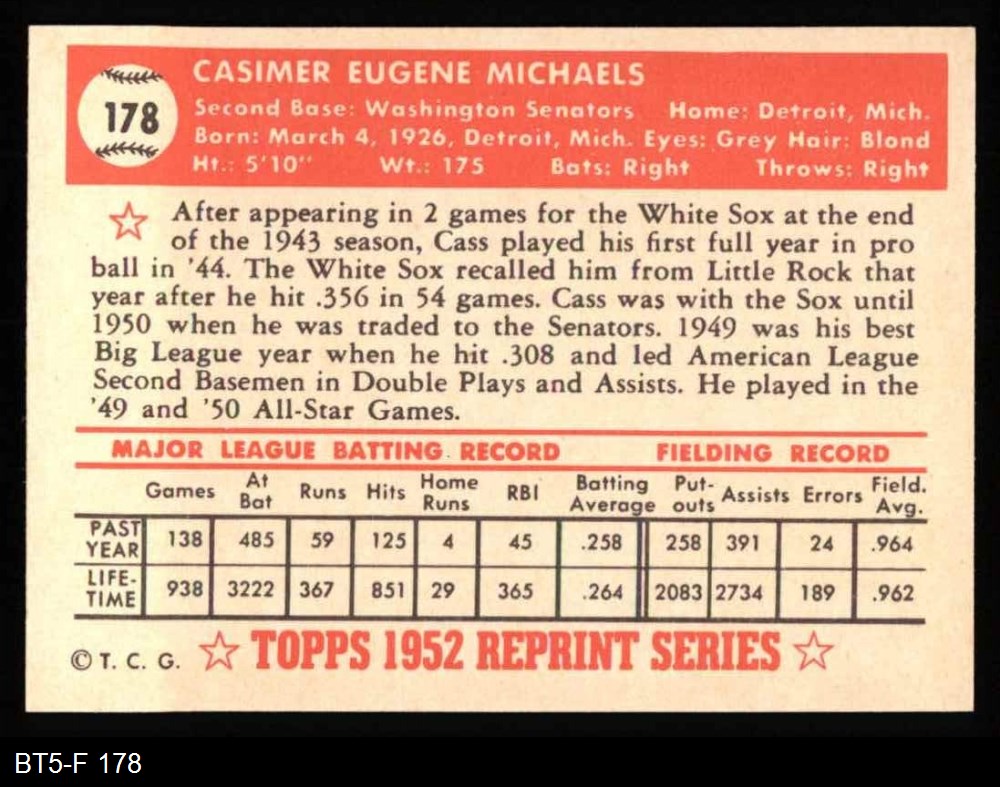 178
CASIMER EUGENE MICHAELS
Second Base: Washington Senators Home: Detroit, Mich.
Born: March 4, 1926, Detroit, Mich. Eyes: Grey Hair: Blond
Ht.: 5'10" Wt.: 175 Bats: Right Throws: Right
After appearing in 2 games for the White Sox at the end
of the 1943 season, Cass played his first full year in pro
ball in '44. The White Sox recalled him from Little Rock that
year after he hit .356 in 54 games. Cass was with the Sox until
1950 when he was traded to the Senators. 1949 was his best
Big League year when he hit .308 and led American League
Second Basemen in Double Plays and Assists. He played in the
'49 and '50 All-Star Games.
MAJOR LEAGUE BATTING RECORD FIELDING RECORD
Games At Bat Runs Hits Home Runs RBI Batting Average Put-outs Assists Errors Field. Avg.
PAST YEAR 138 485 59 125 4 45 .258 258 391 24 .964
LIFE-TIME 938 3222 367 851 29 365 .264 2083 2734 189 .962
© T. C. G. ☆ TOPPS 1952 REPRINT SERIES ☆
BT5-F 178